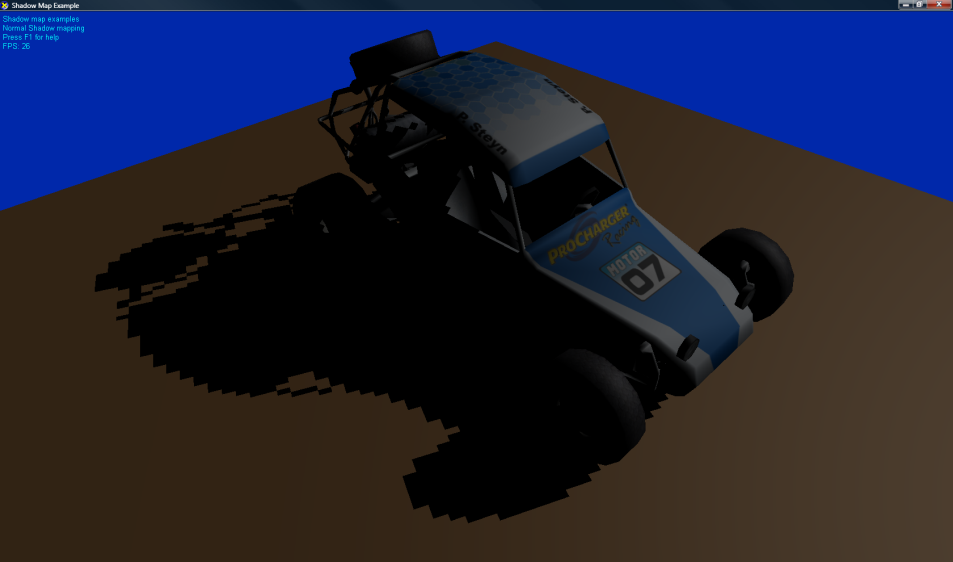 Shadow Map Example
Shadow map examples
Normal Shadow mapping
Press F1 for help
FPS: 26
P. Steyn
PROCHARGER
Racing
MOTOR
07